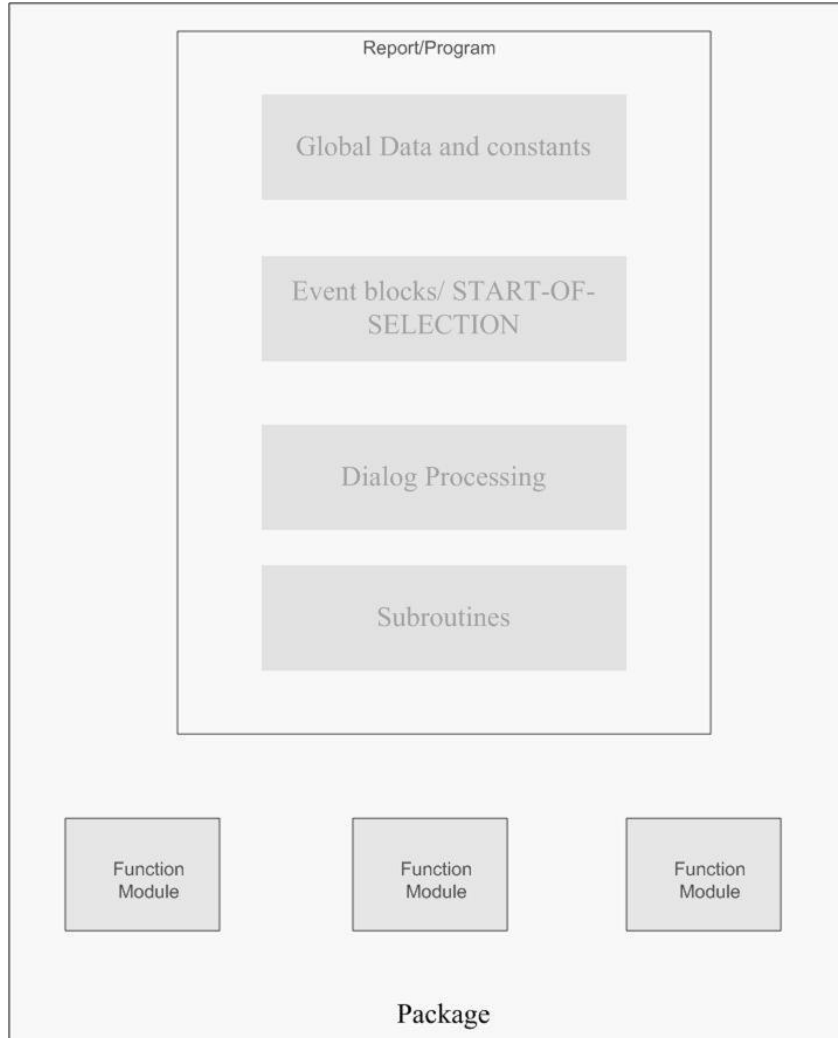 Report/Program
Global Data and constants
Event blocks/ START-OF-
SELECTION
Dialog Processing
Subroutines
Function
Module
Function
Module
Function
Module
Package